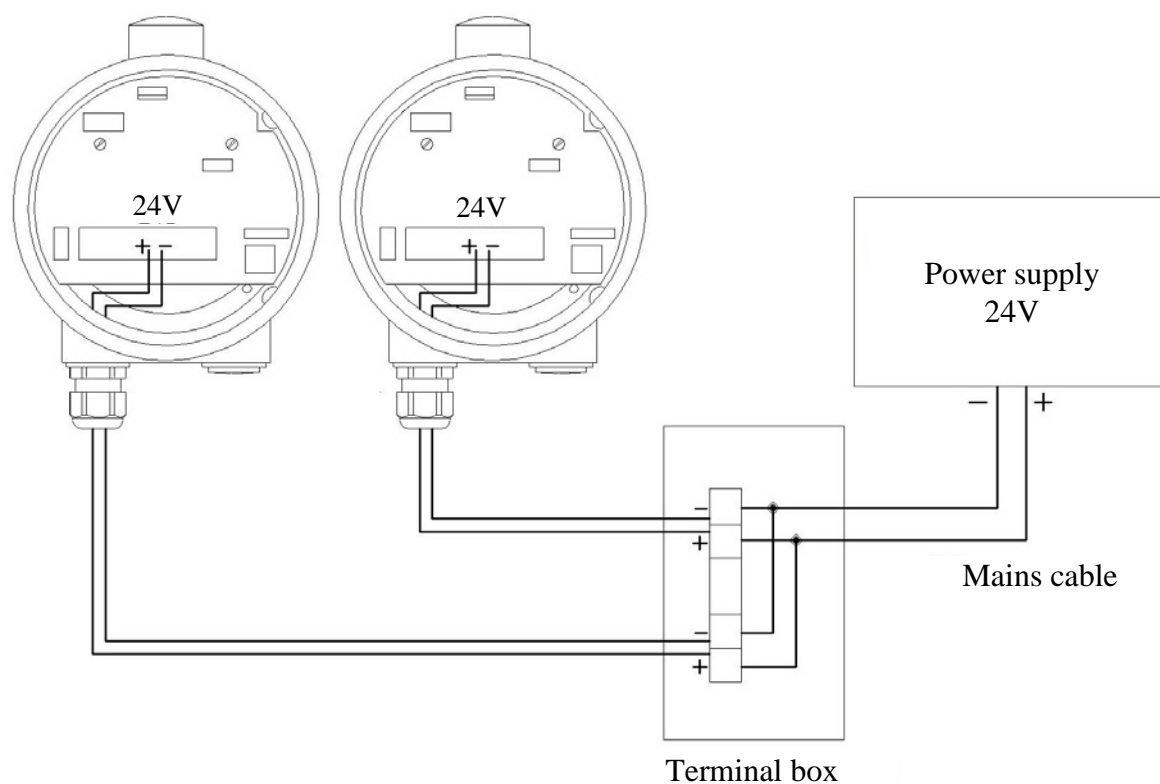 24V
+ −
24V
+ −
Power supply
24V
− +
−
+
Mains cable
−
+
Terminal box